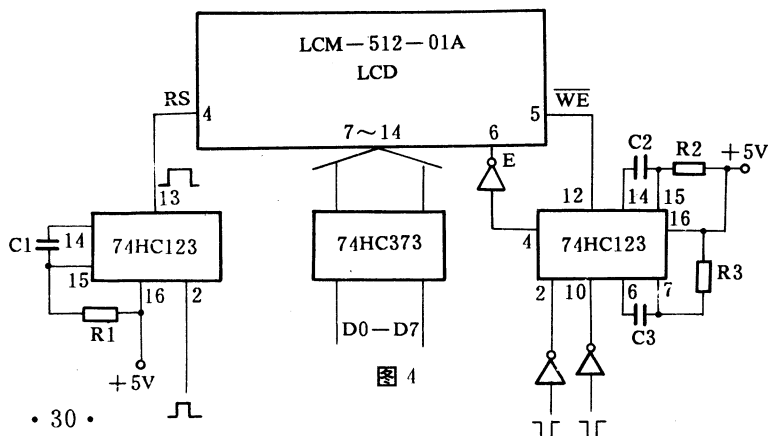 LCM-512-01A
LCD
RS
4
5
WE
7~14
6
E
13
14
74HC123
C1
15
16
2
R1
+5V
74HC373
D0-D7
C2
R2
+5V
12
14
15
16
4
74HC123
2
10
6
7
R3
C3
图 4
· 30 ·